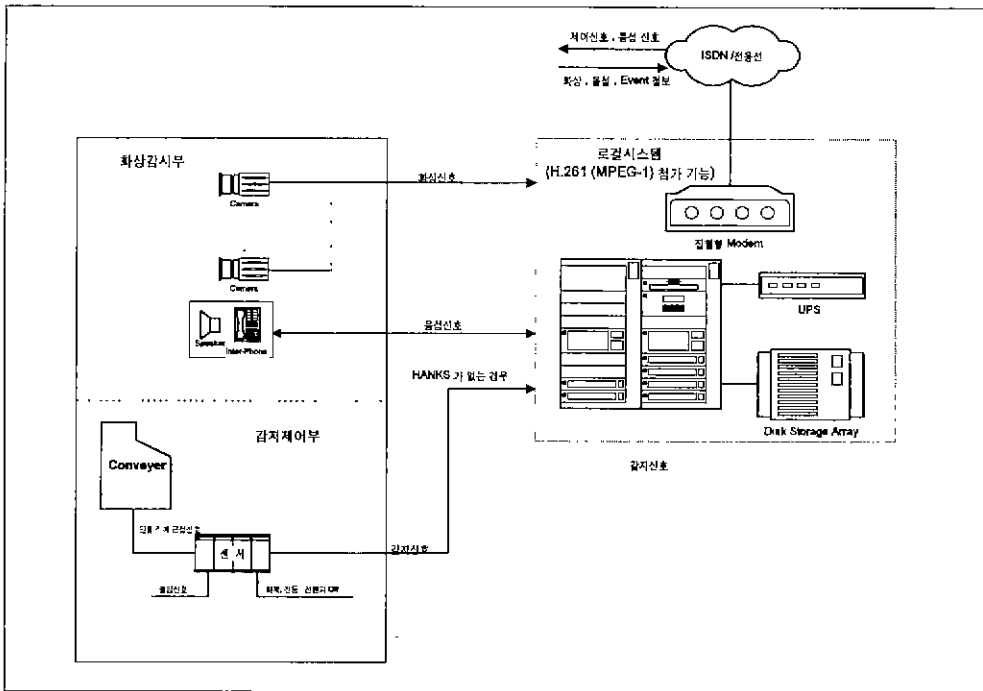 제어신호 , 음성 신호
ISDN /전용선
화상 , 음성 , Event 정보
화상감시부
로컬시스템
(H.261 (MPEG-1) 첨가 기능)
화상신호
Camera
집합형 Modem
Camera
UPS
음성신호
Speaker
Inter-Phone
HANKS 가 없는 경우
감지제어부
Disk Storage Array
Conveyer
감지신호
센 서
감지신호